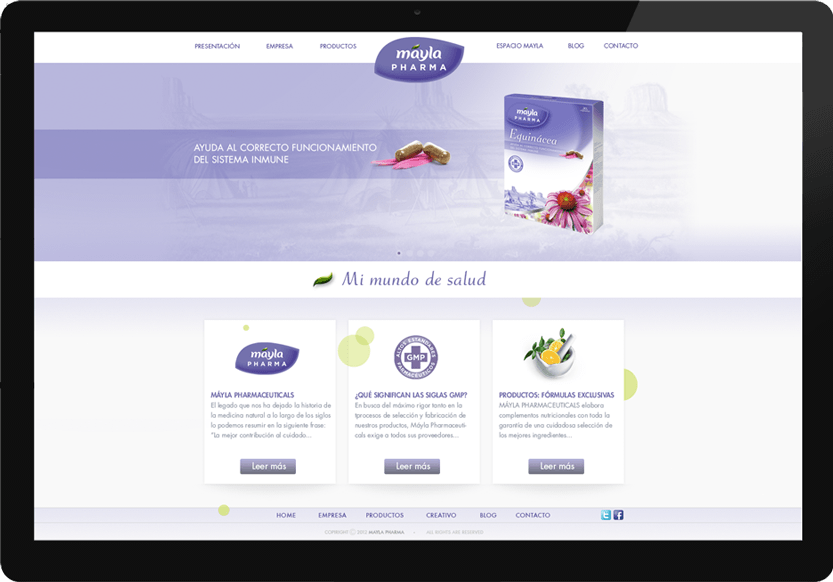 PRESENTACIÓN EMPRESA PRODUCTOS
máyla
PHARMA
ESPACIO MAYLA BLOG CONTACTO
AYUDA AL CORRECTO FUNCIONAMIENTO
DEL SISTEMA INMUNE
máyla
PHARMA
Equinácea
Mi mundo de salud
máyla
PHARMA
MÁYLA PHARMACEUTICALS
El legado que nos ha dejado la historia de
la medicina natural a lo largo de los siglos
lo podemos resumir en la siguiente frase:
"La mejor contribución al cuidado...
Leer más
ALTOS ESTÁNDARES
GMP
FARMACÉUTICOS
¿QUÉ SIGNIFICAN LAS SIGLAS GMP?
En busca del máximo rigor tanto en la
tprocesos de selección y fabricación de
nuestros productos, Máyla Pharmaceuti-
cals exige a todos sus proveedores...
Leer más
PRODUCTOS: FÓRMULAS EXCLUSIVAS
MÁYLA PHARMACEUTICALS elabora
complementos nutricionales con toda la
garantía de una cuidadosa selección de
los mejores ingredientes...
Leer más
HOME EMPRESA PRODUCTOS CREATIVO BLOG CONTACTO
COPYRIGHT © MAYLA PHARMA - ALL RIGHTS ARE RESERVED